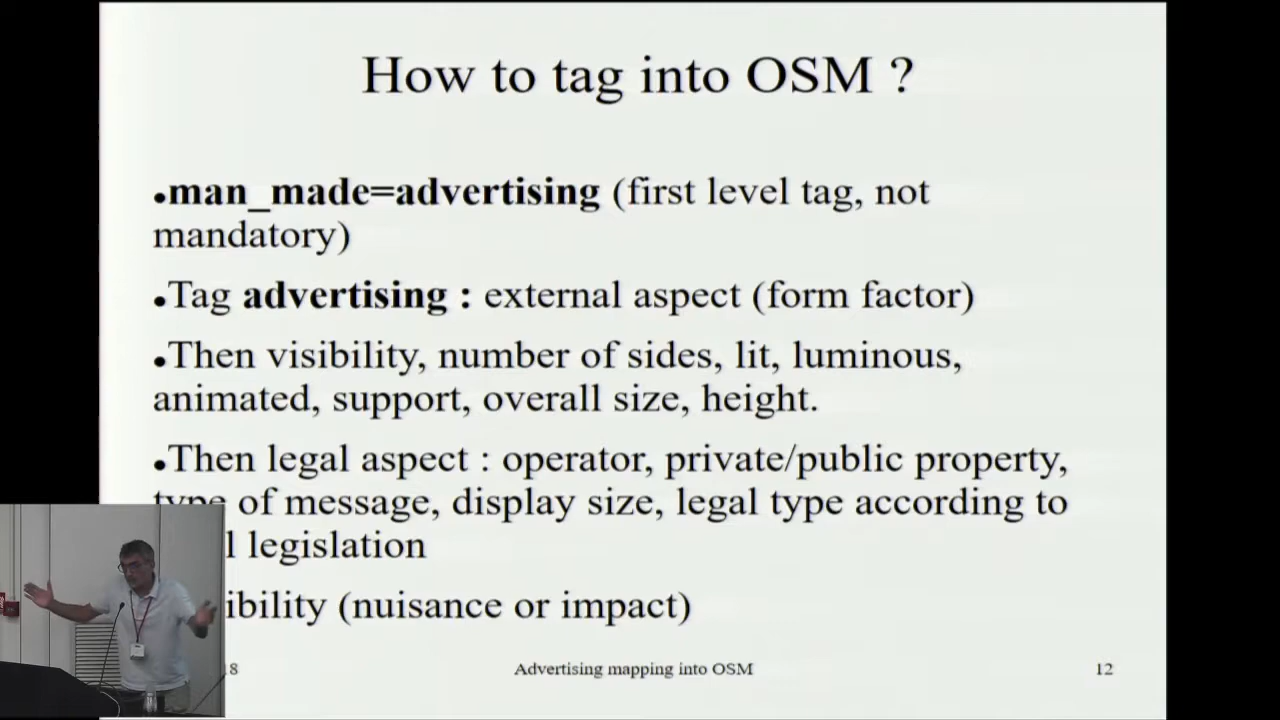 How to tag into OSM ?
•man_made=advertising (first level tag, not
mandatory)
•Tag advertising : external aspect (form factor)
•Then visibility, number of sides, lit, luminous,
animated, support, overall size, height.
•Then legal aspect : operator, private/public property,
type of message, display size, legal type according to
legislation
(nuisance or impact)
Advertising mapping into OSM
12